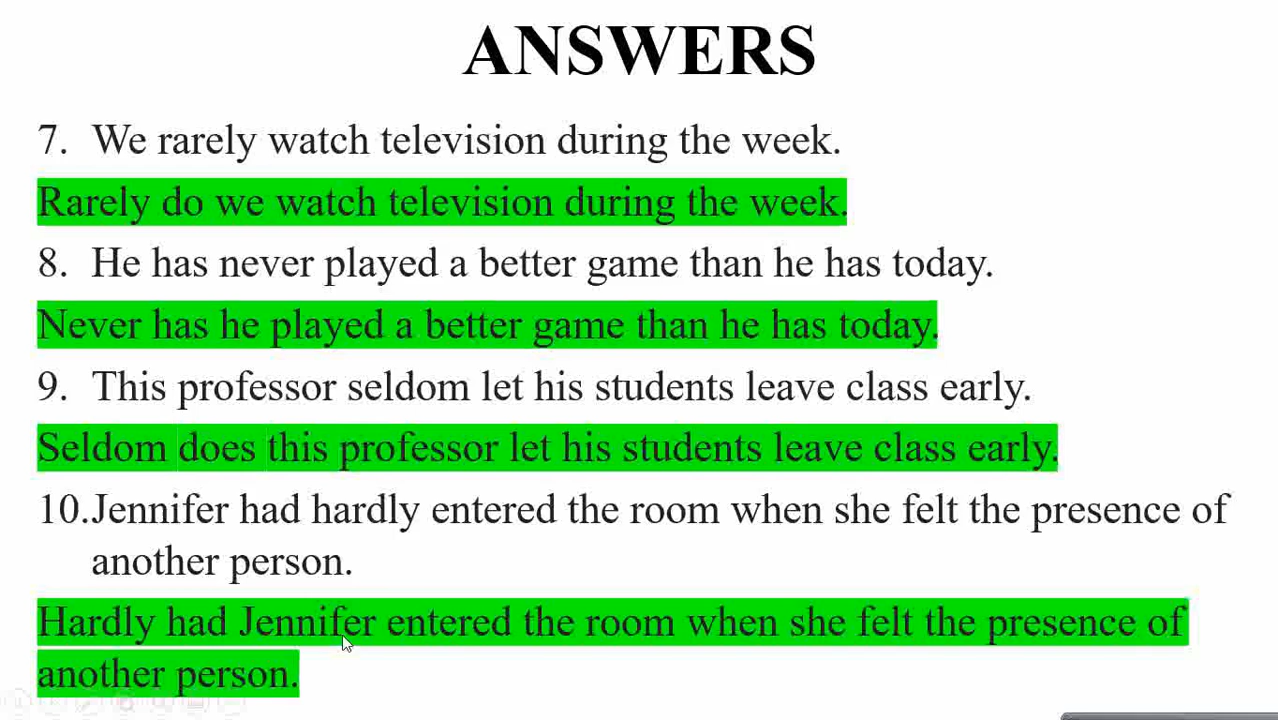 ANSWERS
7. We rarely watch television during the week.
Rarely do we watch television during the week.
8. He has never played a better game than he has today.
Never has he played a better game than he has today.
9. This professor seldom let his students leave class early.
Seldom does this professor let his students leave class early.
10.Jennifer had hardly entered the room when she felt the presence of
another person.
Hardly had Jennifer entered the room when she felt the presence of
another person.